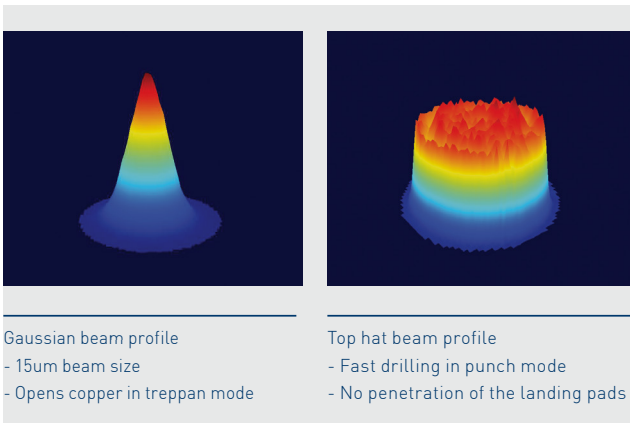 Gaussian beam profile
- 15um beam size
- Opens copper in treppan mode
Top hat beam profile
- Fast drilling in punch mode
- No penetration of the landing pads